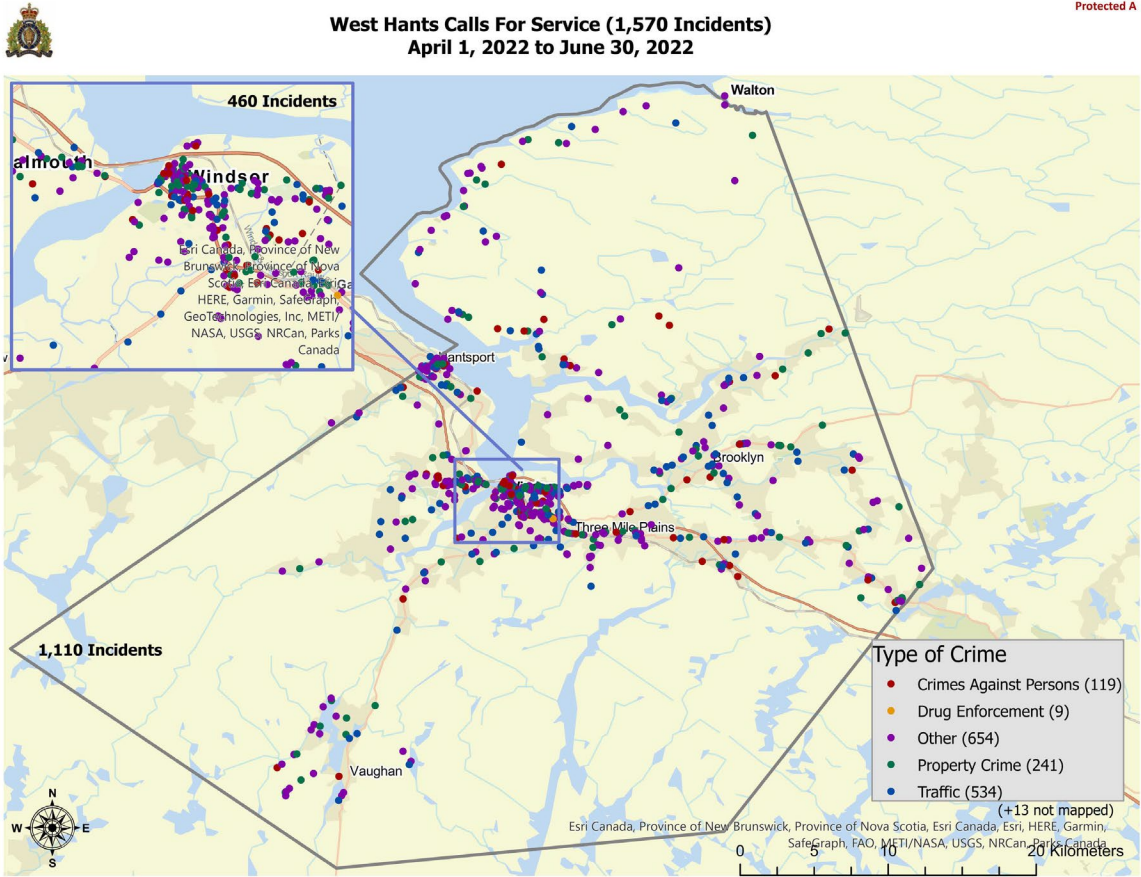 Protected A
West Hants Calls For Service (1,570 Incidents)
April 1, 2022 to June 30, 2022
460 Incidents
Walton
almouth
Windsor
Esri Canada, Province of New
Brunswick, Province of Nova
Scotia, Esri Canada, Esri,
HERE, Garmin, SafeGraph,
GeoTechnologies, Inc, METI/
NASA, USGS, NRCan, Parks
Canada
Hantsport
Brooklyn
Three Mile Plains
1,110 Incidents
Vaughan
Type of Crime
Crimes Against Persons (119)
Drug Enforcement (9)
Other (654)
Property Crime (241)
Traffic (534)
(+13 not mapped)
N
W E
S
Esri Canada, Province of New Brunswick, Province of Nova Scotia, Esri Canada, Esri, HERE, Garmin,
SafeGraph, FAO, METI/NASA, USGS, NRCan, Parks Canada
0 10 20 Kilometers